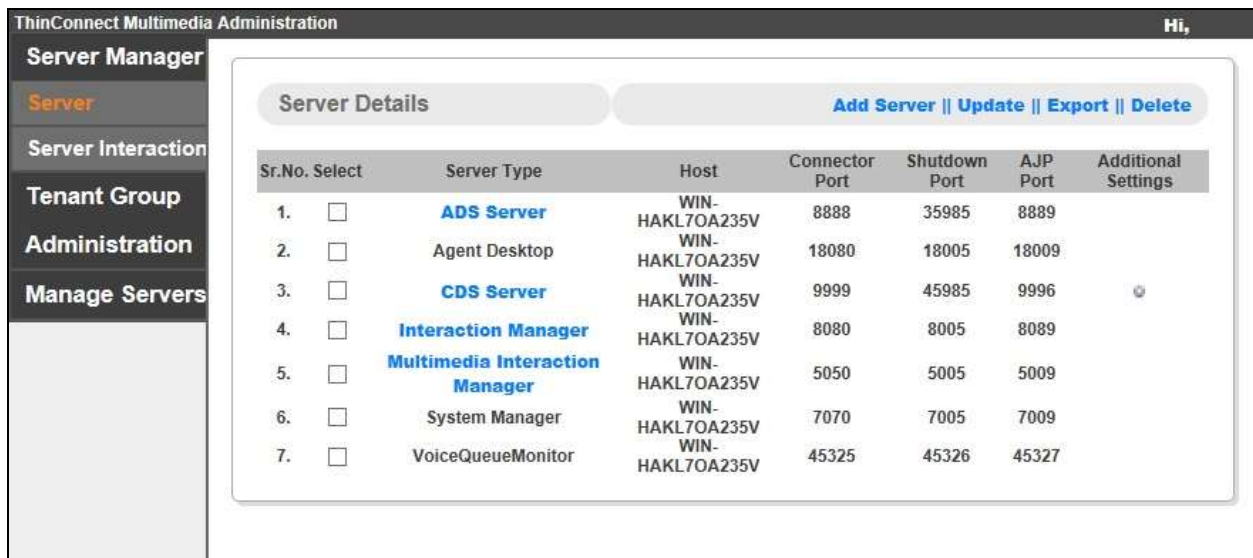 ThinConnect Multimedia Administration
Hi,
Server Manager
Server
Server Interaction
Tenant Group
Administration
Manage Servers
Server Details
Add Server || Update || Export || Delete
Sr.No. Select Server Type Host Connector Port Shutdown Port AJP Port Additional Settings
1. ADS Server WIN-HAKL7OA235V 8888 35985 8889
2. Agent Desktop WIN-HAKL7OA235V 18080 18005 18009
3. CDS Server WIN-HAKL7OA235V 9999 45985 9996
4. Interaction Manager WIN-HAKL7OA235V 8080 8005 8089
5. Multimedia Interaction Manager WIN-HAKL7OA235V 5050 5005 5009
6. System Manager WIN-HAKL7OA235V 7070 7005 7009
7. VoiceQueueMonitor WIN-HAKL7OA235V 45325 45326 45327